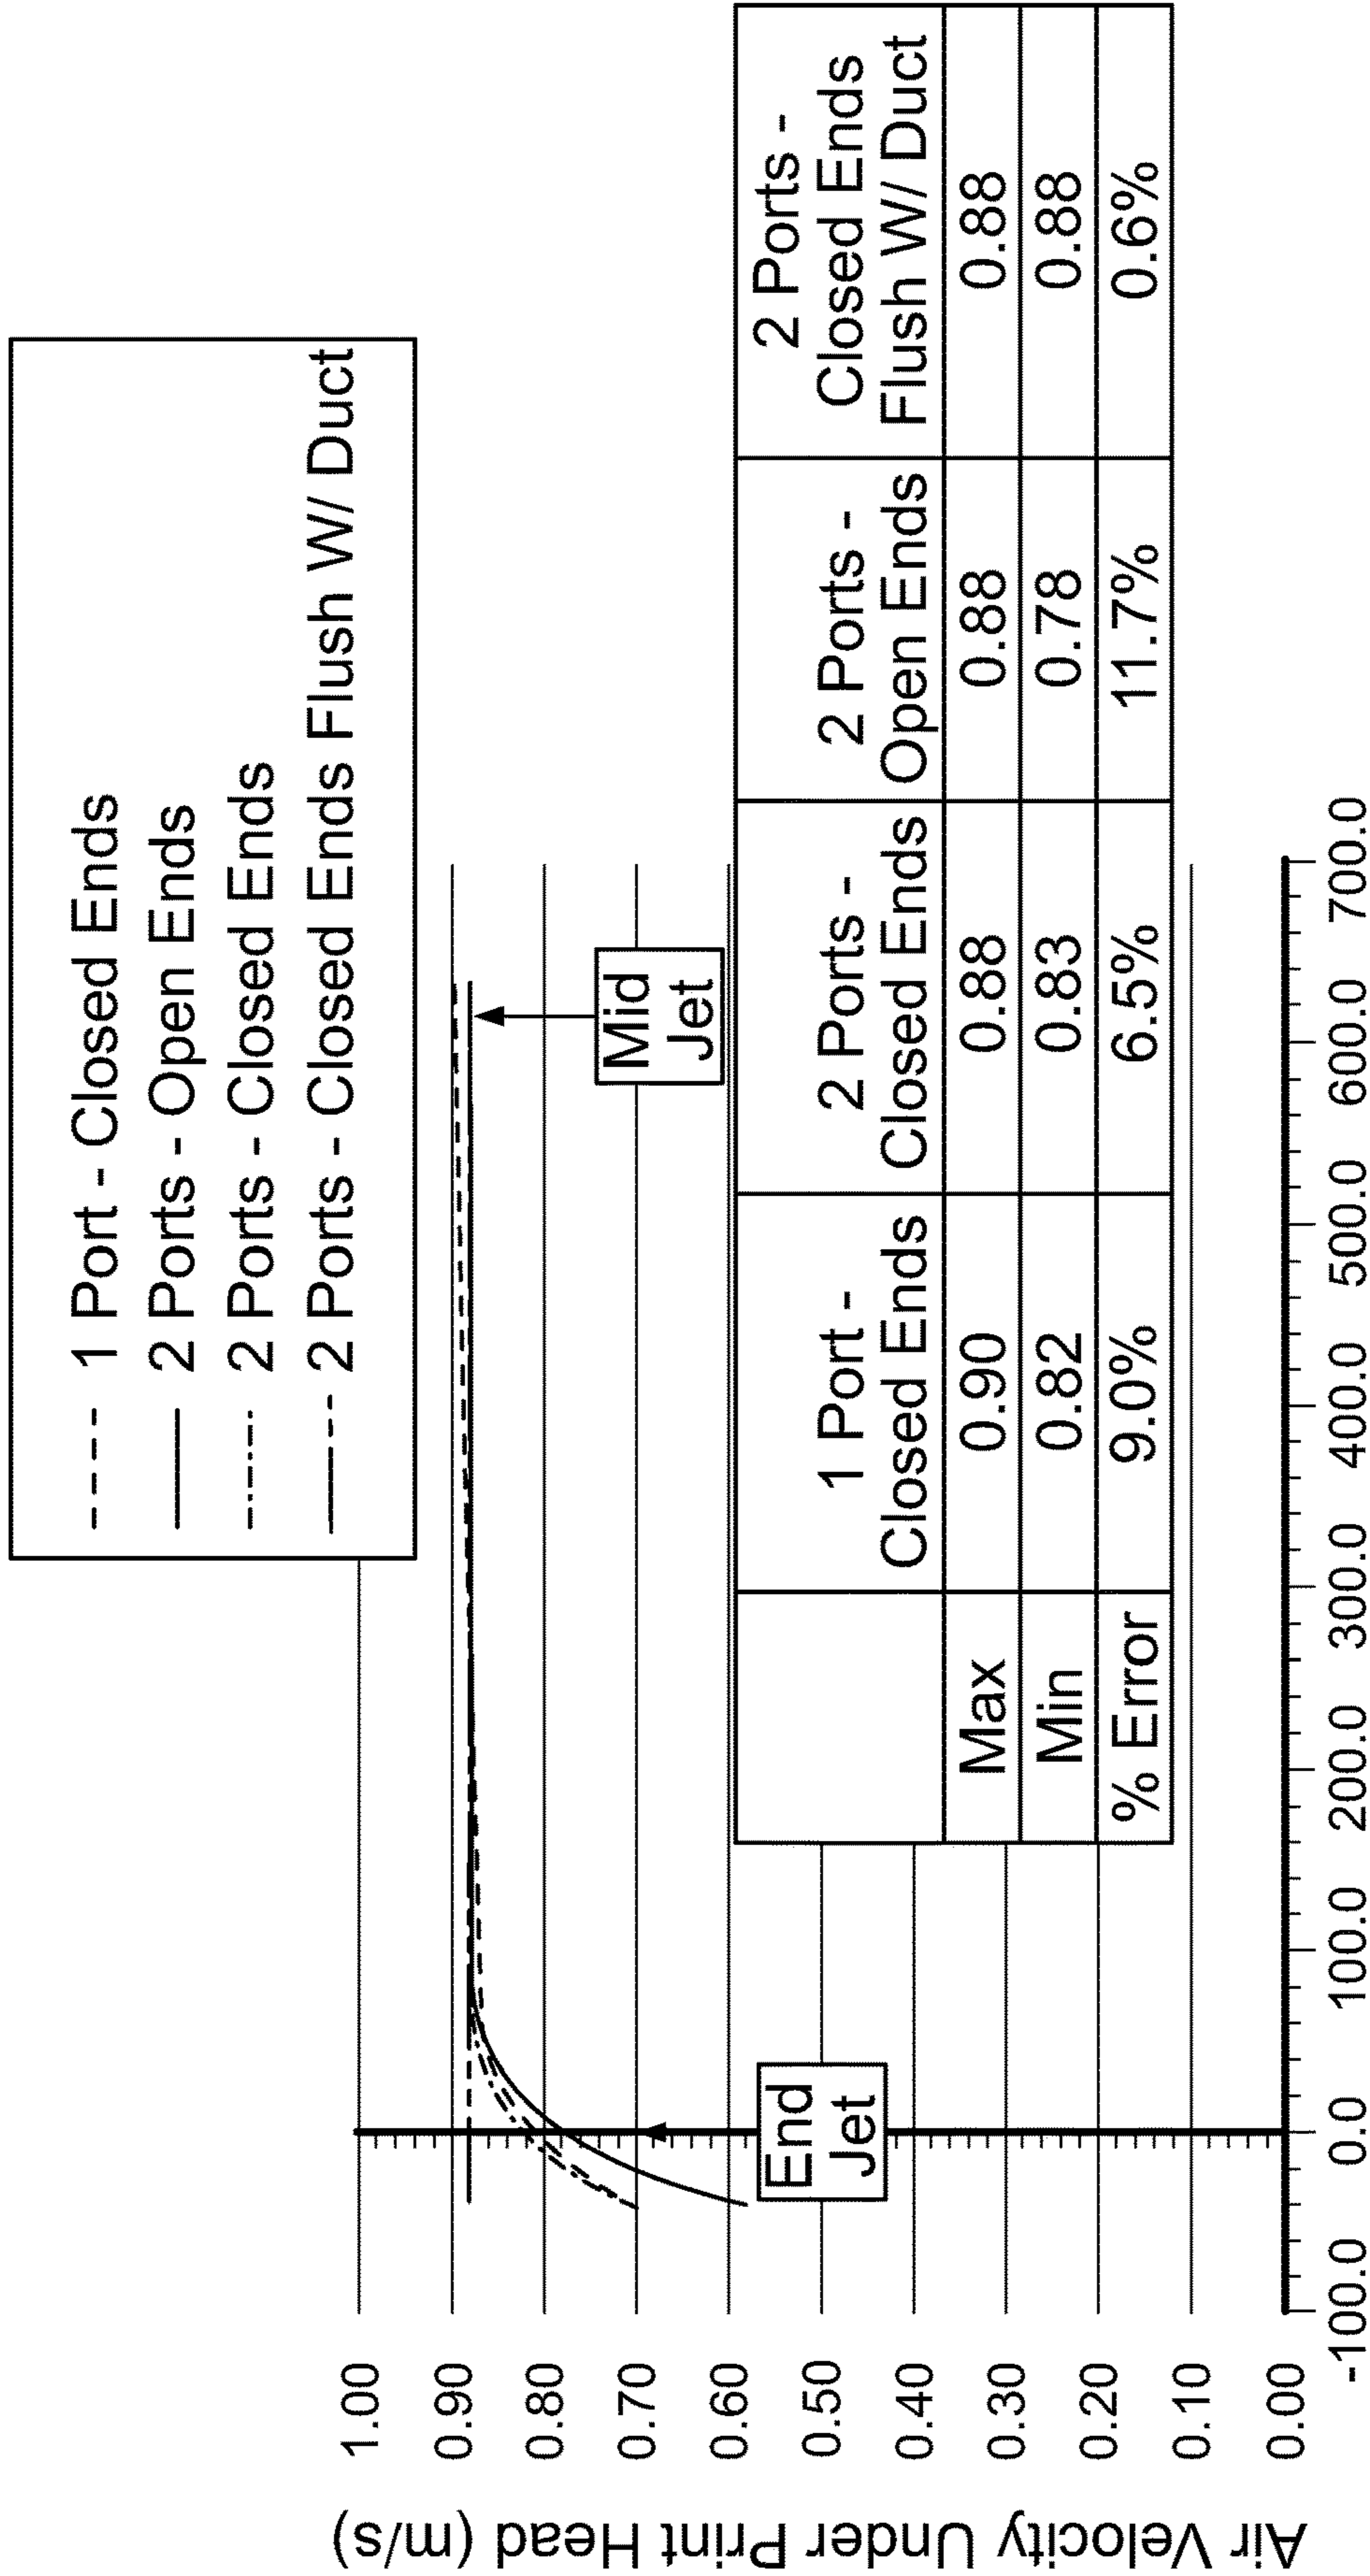 1 Port - Closed Ends
2 Ports - Open Ends
2 Ports - Closed Ends
2 Ports - Closed Ends Flush W/ Duct
Air Velocity Under Print Head (m/s)
1.00
0.90
0.80
0.70
0.60
0.50
0.40
0.30
0.20
0.10
0.00
End
Jet
Mid
Jet
1 Port -
Closed Ends
2 Ports -
Closed Ends
2 Ports -
Open Ends
2 Ports -
Closed Ends
Flush W/ Duct
Max 0.90 0.88 0.88 0.88
Min 0.82 0.83 0.78 0.88
% Error 9.0% 6.5% 11.7% 0.6%
-100.0 0.0 100.0 200.0 300.0 400.0 500.0 600.0 700.0